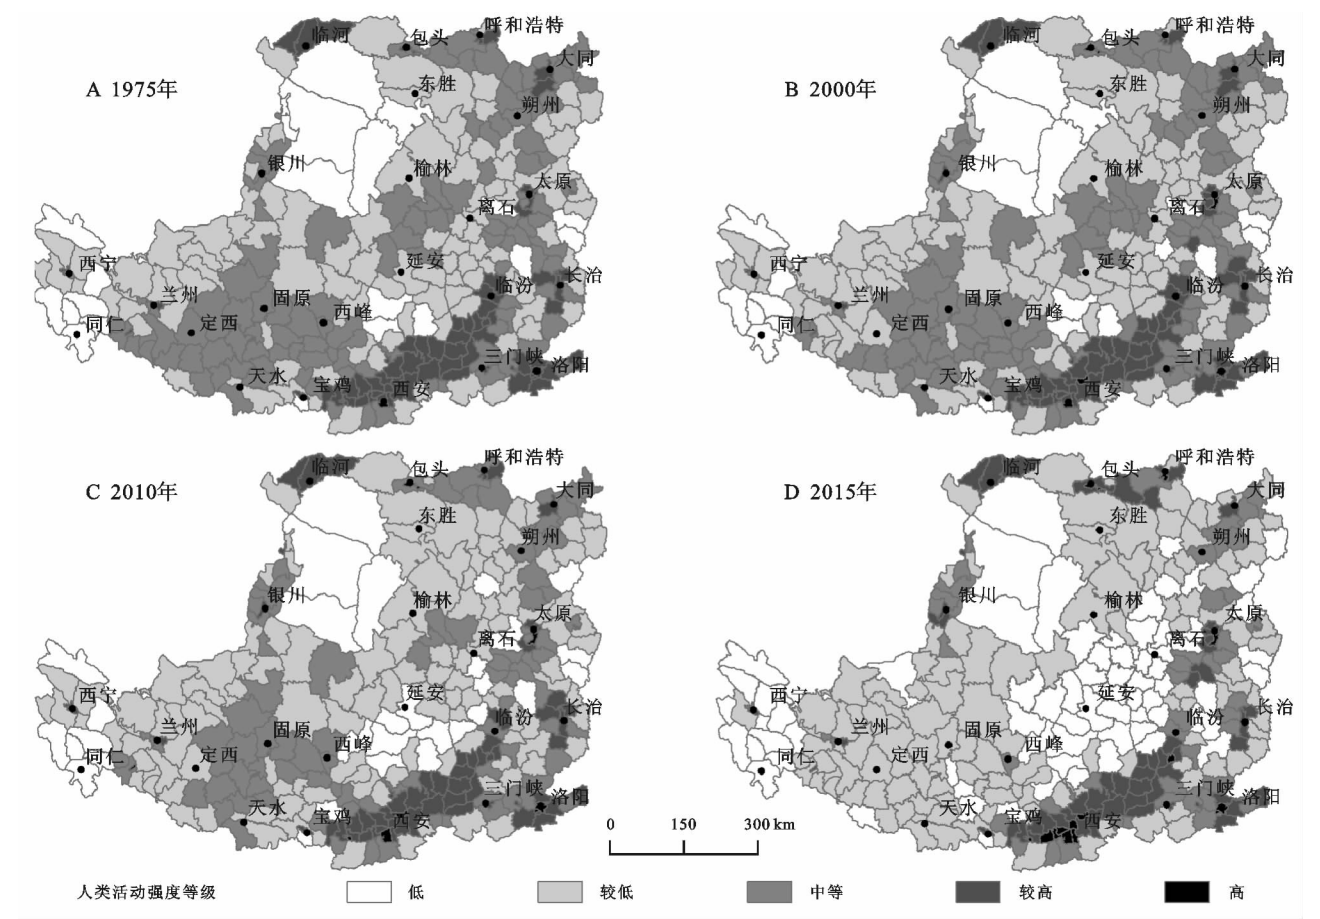 A 1975年
临河
包头
呼和浩特
大同
东胜
朔州
银川
榆林
太原
离石
西宁
延安
临汾
长治
兰州
固原
同仁
定西
西峰
三门峡
洛阳
天水
宝鸡
西安
B 2000年
临河
包头
呼和浩特
大同
东胜
朔州
银川
榆林
太原
离石
西宁
延安
临汾
长治
兰州
固原
同仁
定西
西峰
三门峡
洛阳
天水
宝鸡
西安
C 2010年
临河
包头
呼和浩特
大同
东胜
朔州
银川
榆林
太原
离石
西宁
延安
临汾
长治
兰州
固原
同仁
定西
西峰
三门峡
洛阳
天水
宝鸡
西安
D 2015年
临河
包头
呼和浩特
大同
东胜
朔州
银川
榆林
太原
离石
西宁
延安
临汾
长治
兰州
固原
同仁
定西
西峰
三门峡
洛阳
天水
宝鸡
西安
0 150 300 km
人类活动强度等级 低 较低 中等 较高 高